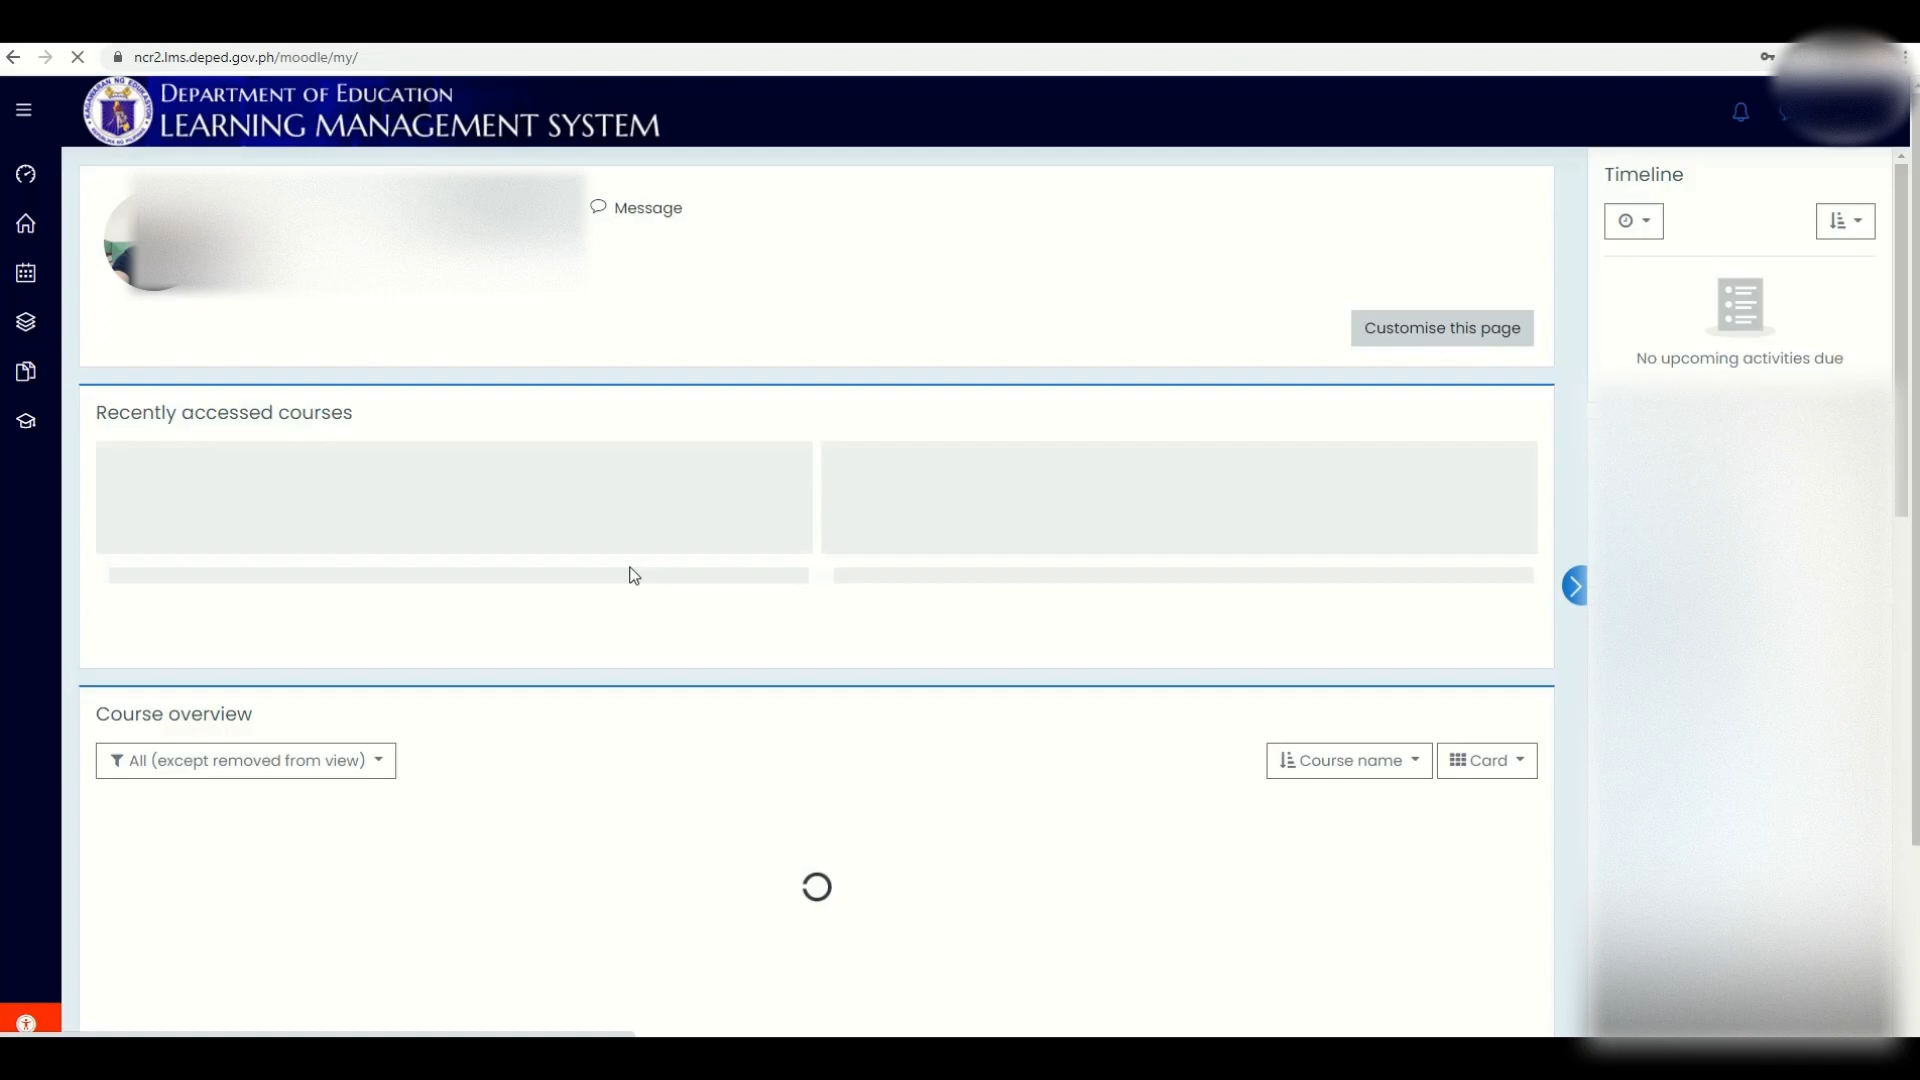 ncr2.lms.deped.gov.ph/moodle/my/
DEPARTMENT OF EDUCATION
LEARNING MANAGEMENT SYSTEM
Message
Customise this page
Timeline
No upcoming activities due
Recently accessed courses
Course overview
All (except removed from view)
Course name
Card